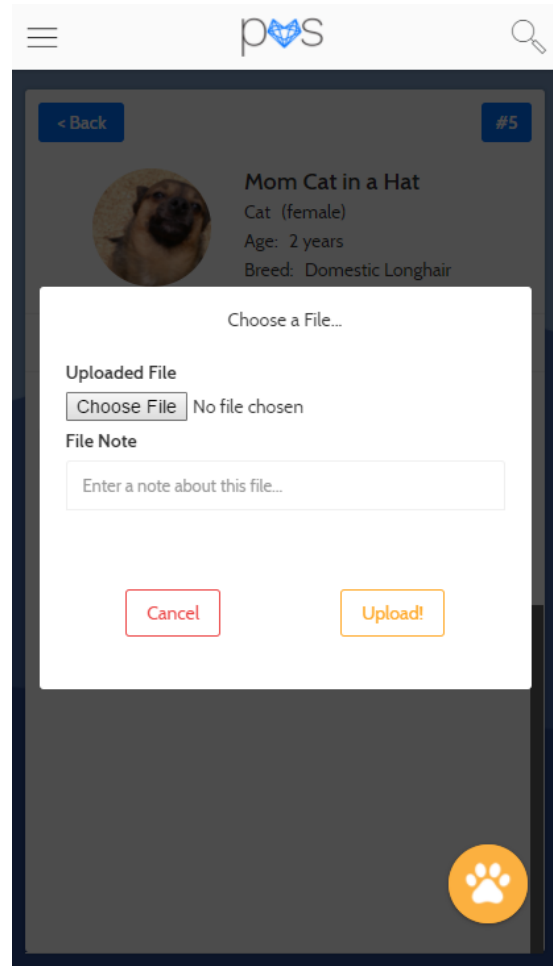 pvs
< Back
#5
Mom Cat in a Hat
Cat (female)
Age: 2 years
Breed: Domestic Longhair
Choose a File...
Uploaded File
Choose File No file chosen
File Note
Enter a note about this file...
Cancel
Upload!